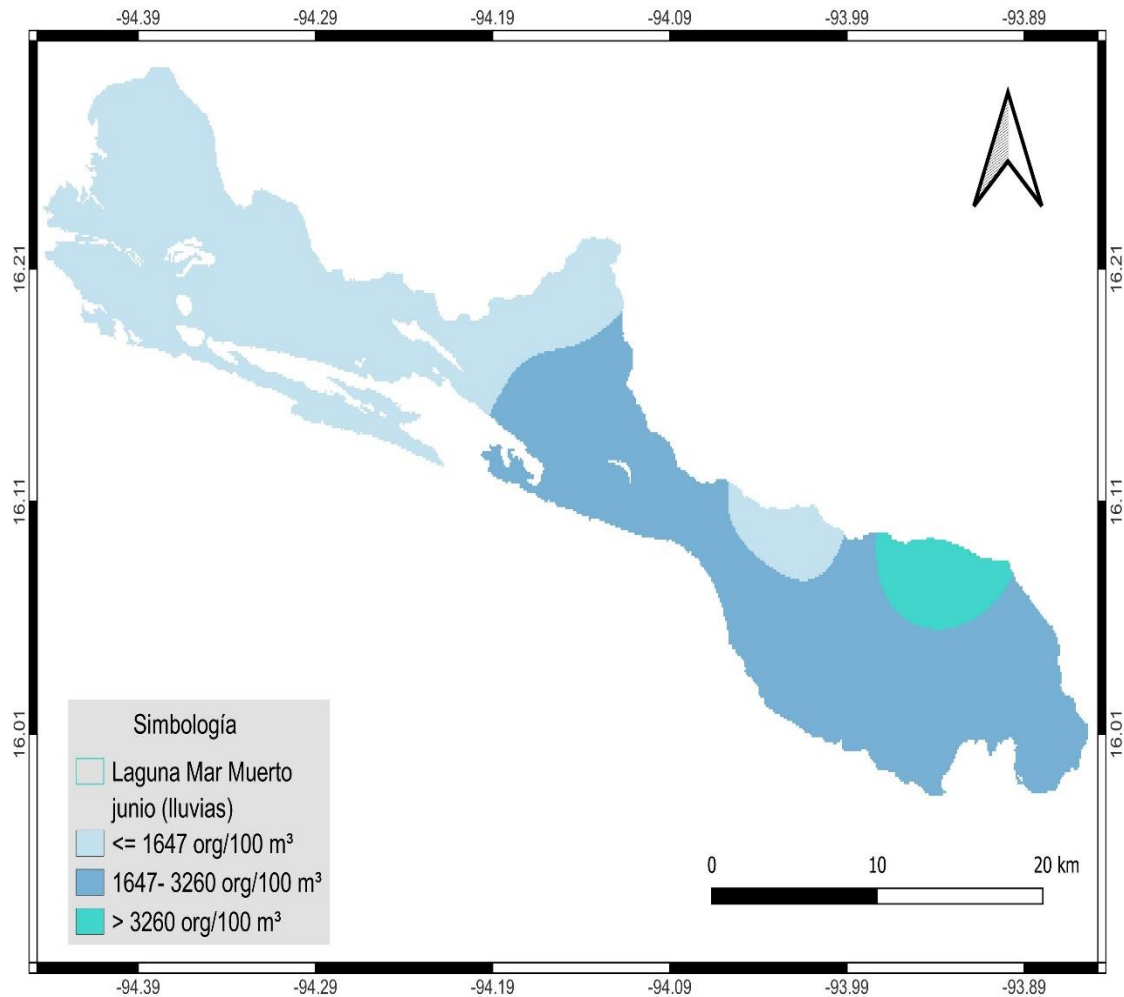 -94.39 -94.29 -94.19 -94.09 -93.99 -93.89
16.21 16.21
16.11 16.11
16.01 16.01
Simbología
Laguna Mar Muerto
junio (lluvias)
<= 1647 org/100 m³
1647- 3260 org/100 m³
> 3260 org/100 m³
0 10 20 km
-94.39 -94.29 -94.19 -94.09 -93.99 -93.89